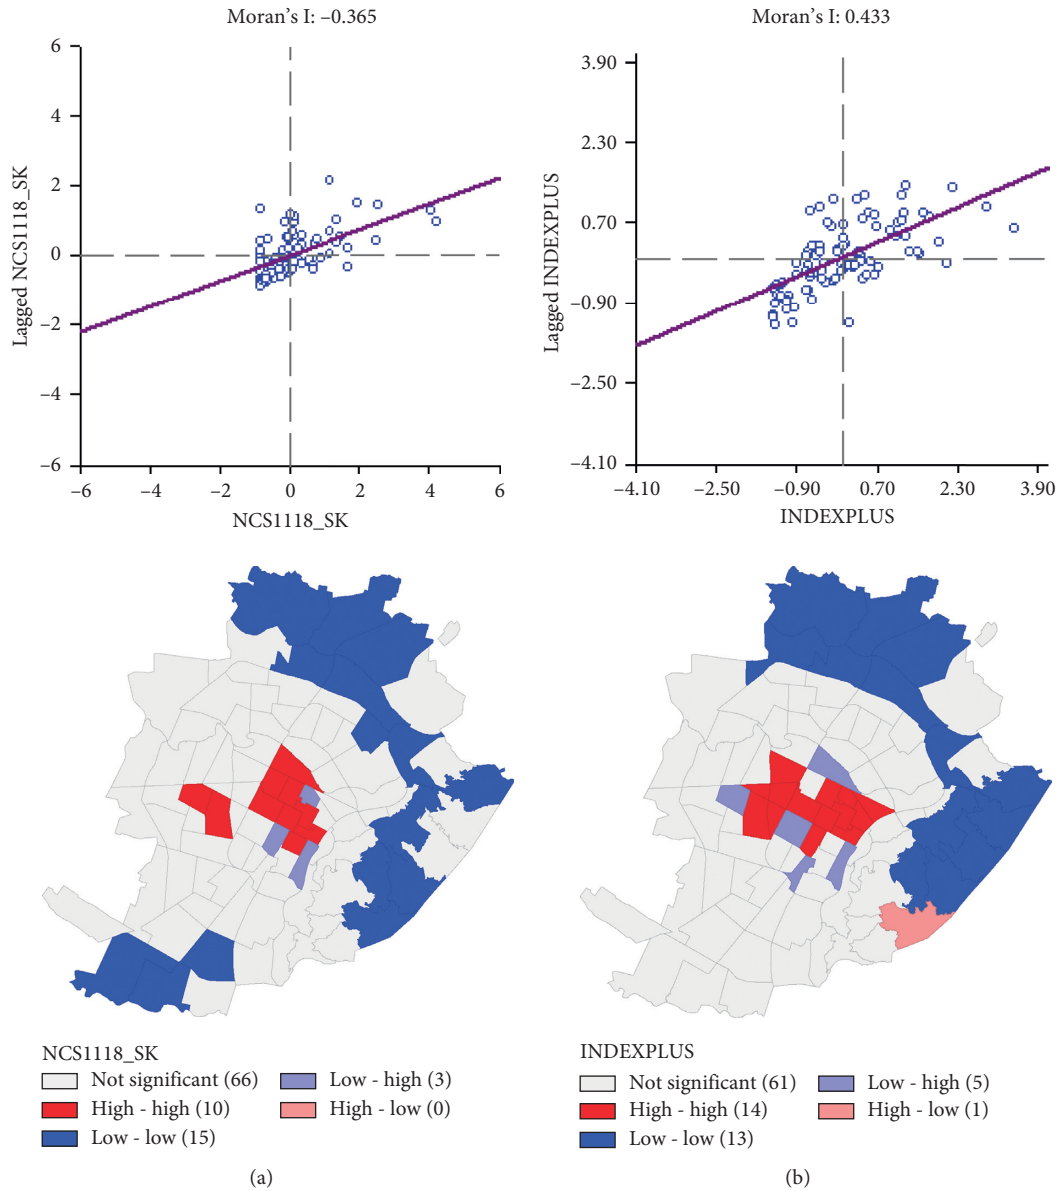 Moran's I: –0.365
6
4
2
0
–2
–4
–6
Lagged NCS1118_SK
–6
–4
–2
0
2
4
6
NCS1118_SK
Moran's I: 0.433
3.90
2.30
0.70
–0.90
–2.50
–4.10
Lagged INDEXPLUS
–4.10
–2.50
–0.90
0.70
2.30
3.90
INDEXPLUS
NCS1118_SK
Not significant (66)
High - high (10)
Low - low (15)
Low - high (3)
High - low (0)
(a)
INDEXPLUS
Not significant (61)
High - high (14)
Low - low (13)
Low - high (5)
High - low (1)
(b)